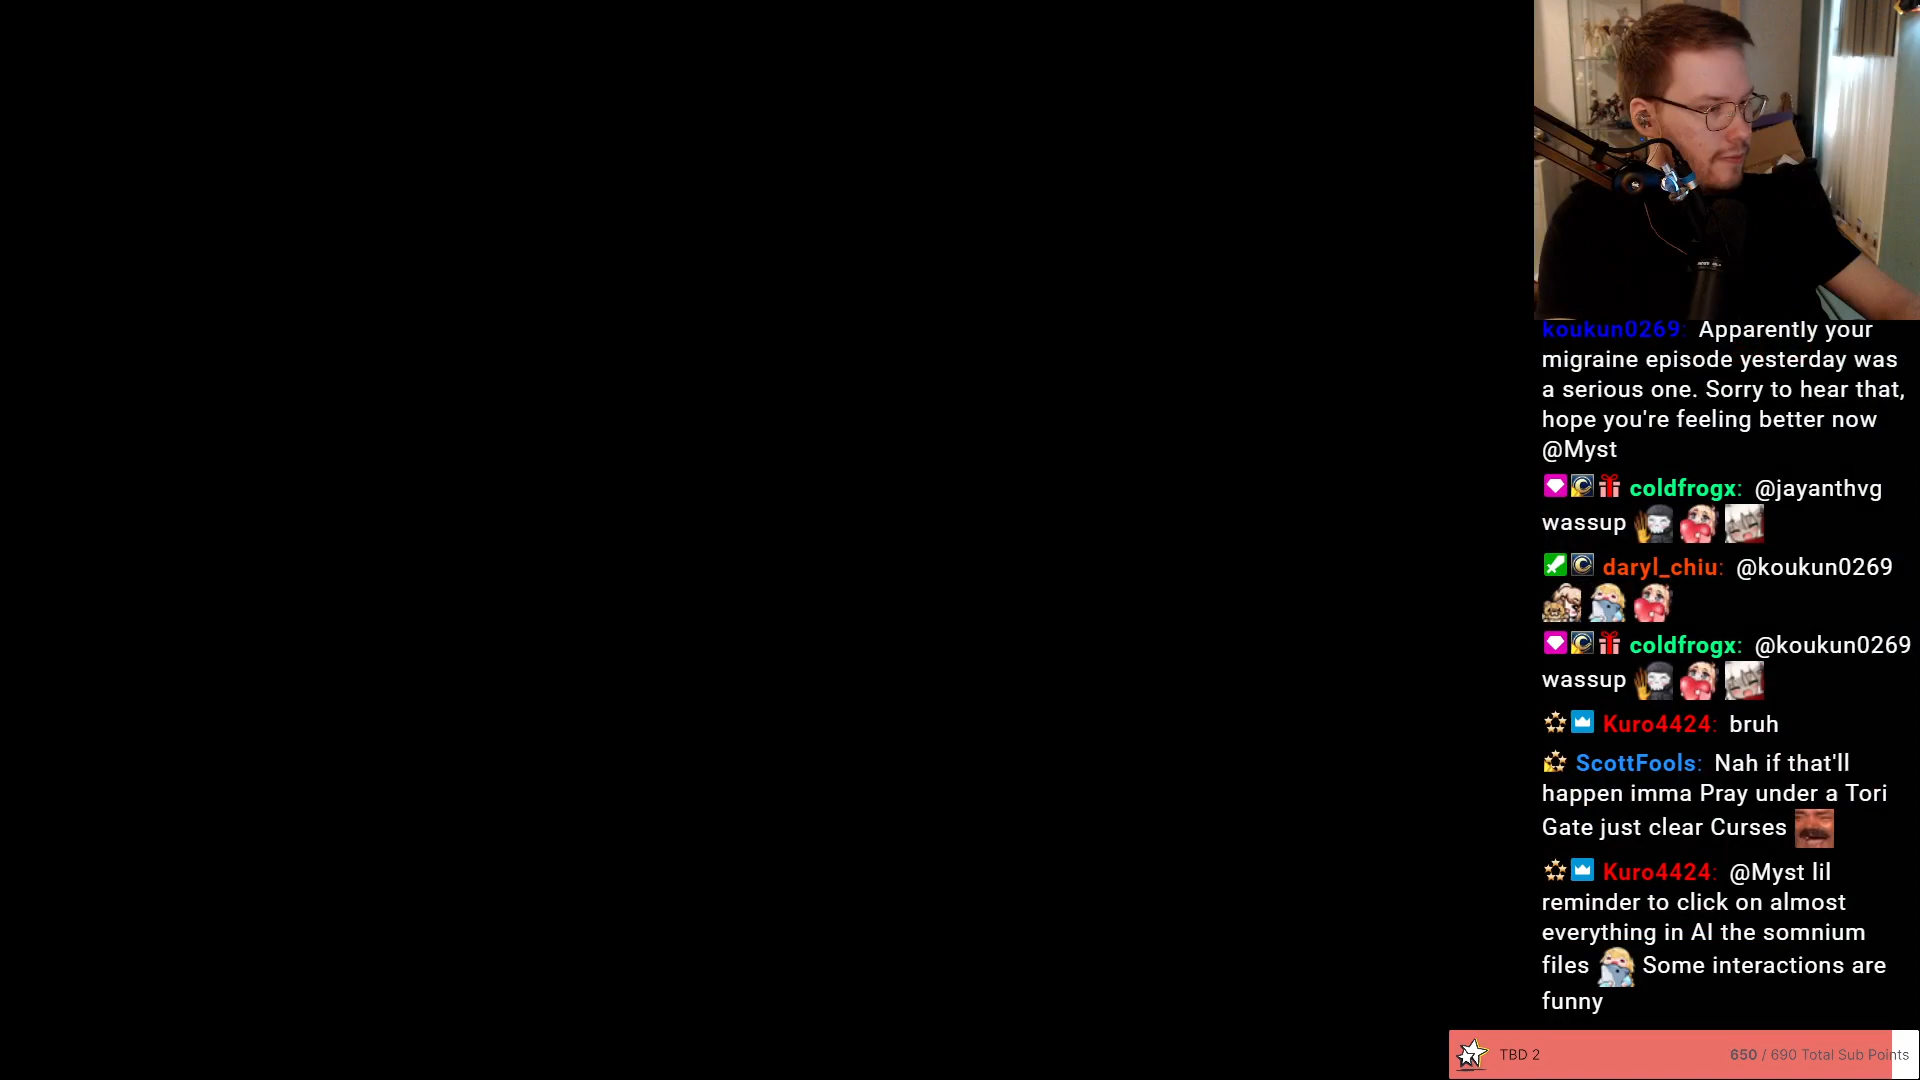 koukun0269: Apparently your
migraine episode yesterday was
a serious one. Sorry to hear that,
hope you're feeling better now
@Myst
coldfrogx: @jayanthvg
wassup
daryl_chiu: @koukun0269
coldfrogx: @koukun0269
wassup
Kuro4424: bruh
ScottFools: Nah if that'll
happen imma Pray under a Tori
Gate just clear Curses
Kuro4424: @Myst lil
reminder to click on almost
everything in AI the somnium
files Some interactions are
funny
TBD 2 650 / 690 Total Sub Points